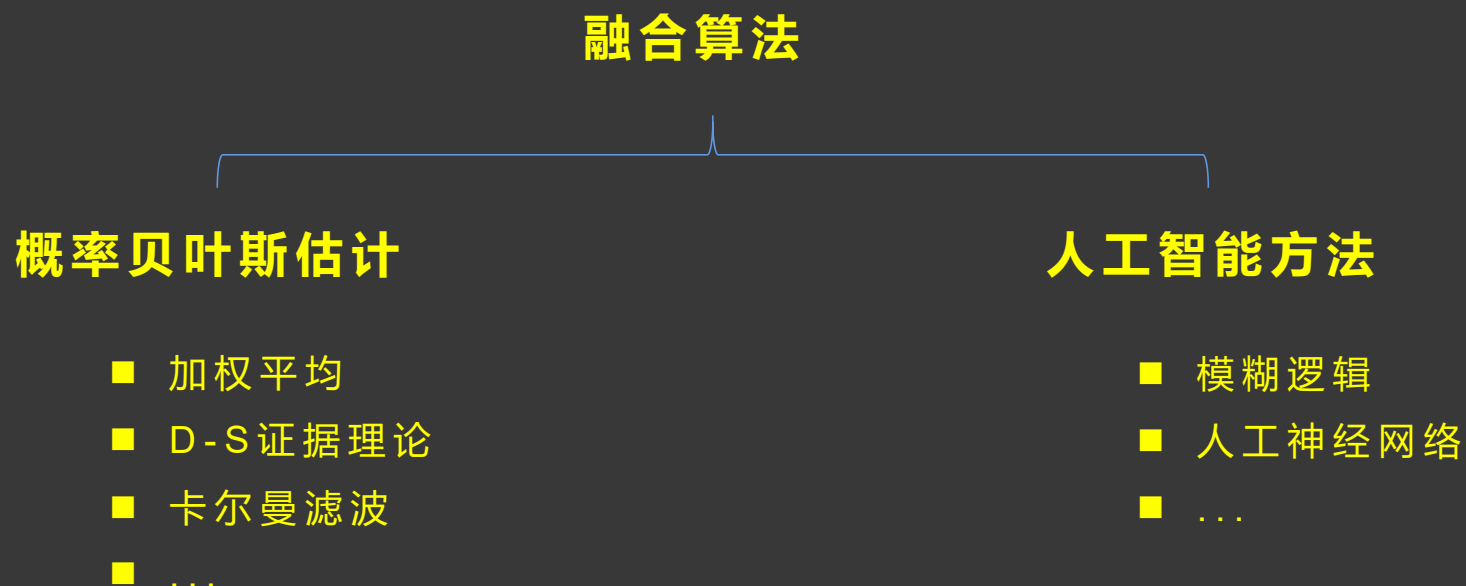 融合算法
概率贝叶斯估计
人工智能方法
■ 加权平均
■ D-S证据理论
■ 卡尔曼滤波
■ ...
■ 模糊逻辑
■ 人工神经网络
■ ...